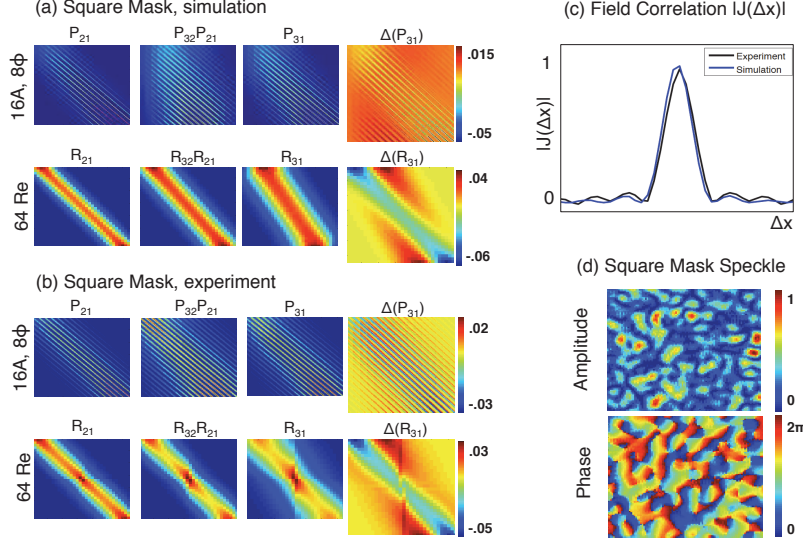 (a) Square Mask, simulation
P21 P32P21 P31 Δ(P31)
16A, 8ϕ
.015
-.05
R21 R32R21 R31 Δ(R31)
64 Re
.04
-.06
(b) Square Mask, experiment
P21 P32P21 P31 Δ(P31)
16A, 8ϕ
.02
-.03
R21 R32R21 R31 Δ(R31)
64 Re
.03
-.05
(c) Field Correlation |J(Δx)|
Experiment
Simulation
1
|J(Δx)|
0
Δx
(d) Square Mask Speckle
Amplitude
1
0
Phase
2π
0